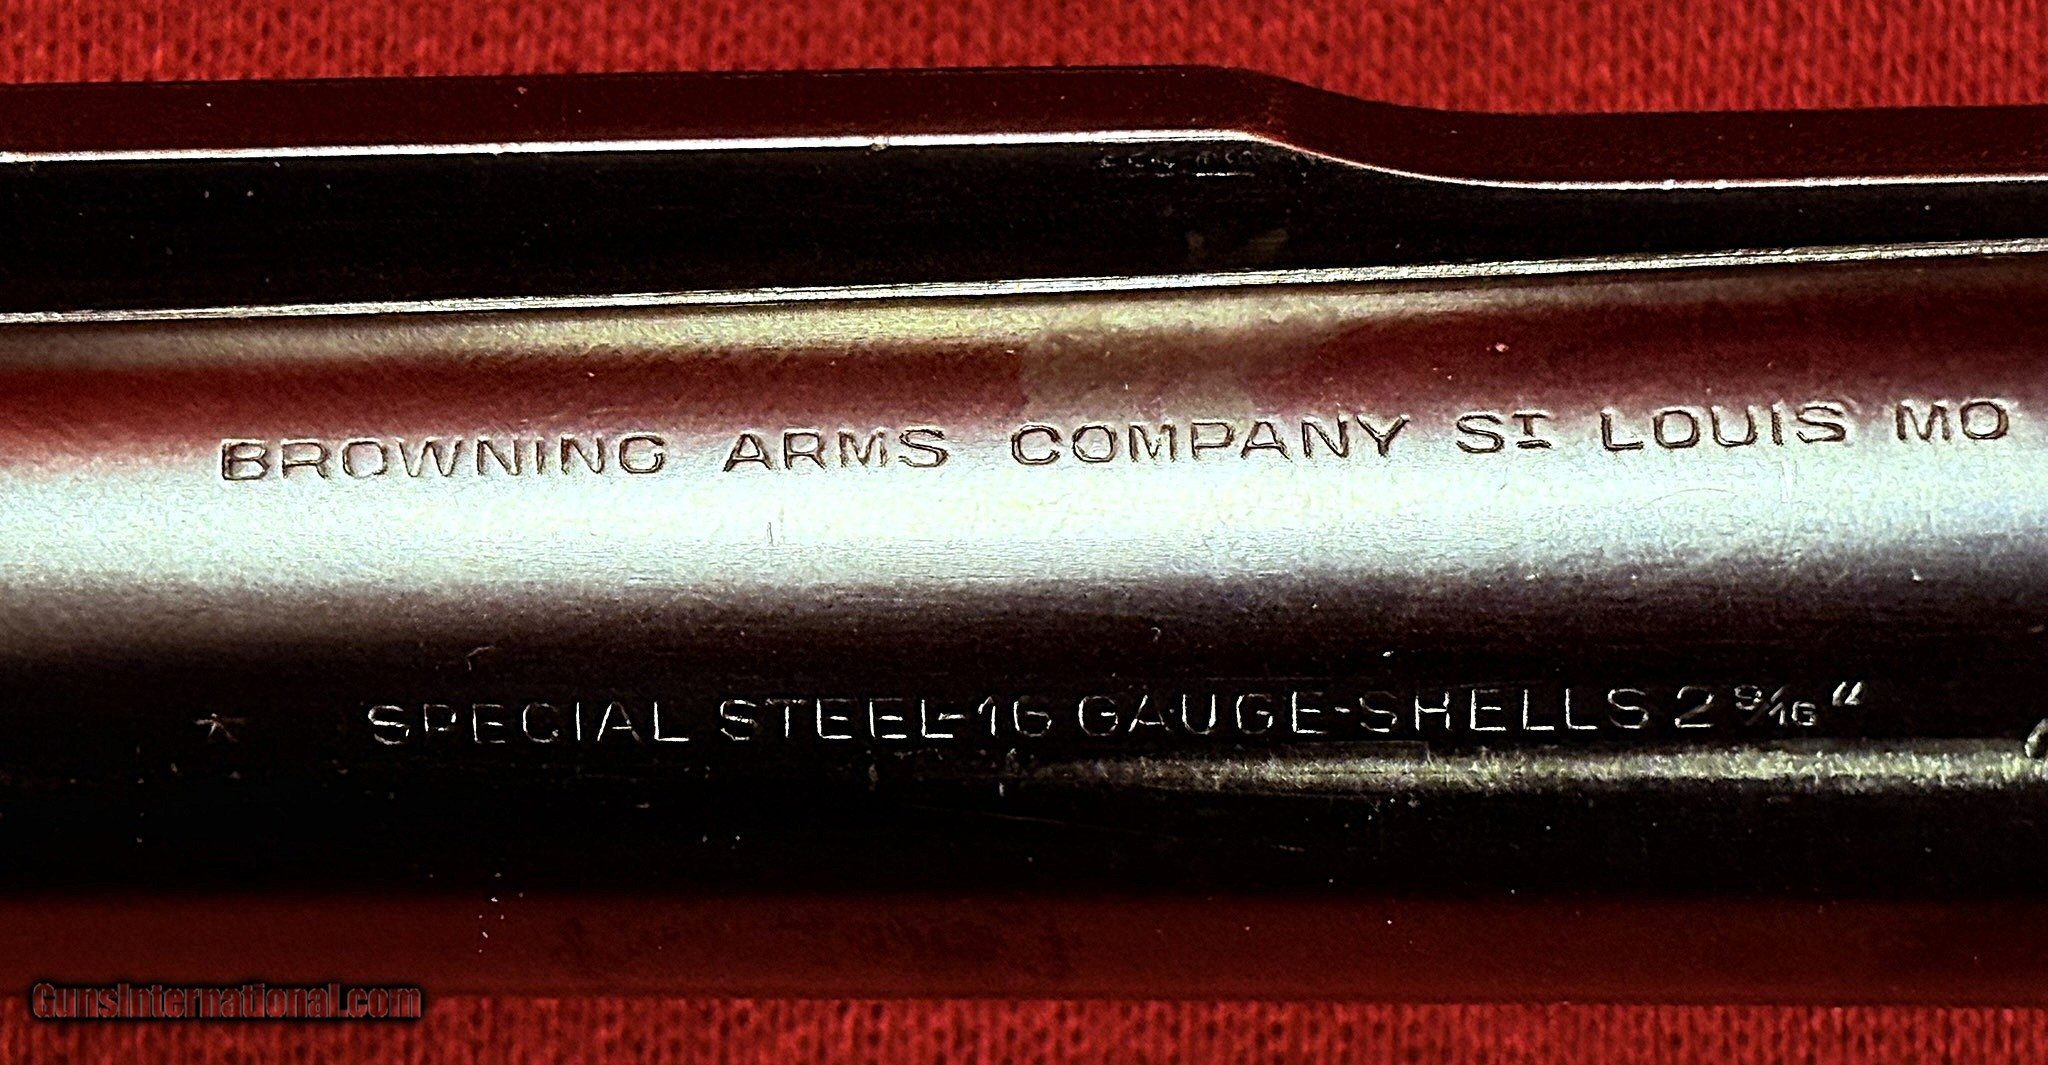 BROWNING ARMS COMPANY ST LOUIS MO
* SPECIAL STEEL-16 GAUGE-SHELLS 2 9/16"
GunsInternational.com